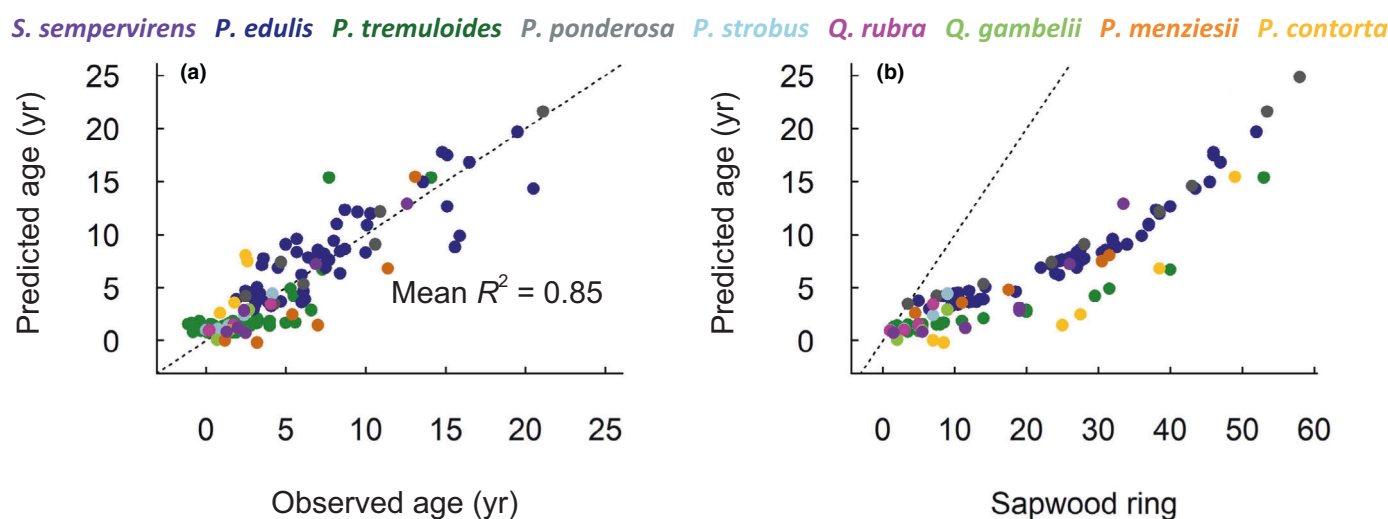 S. sempervirens P. edulis P. tremuloides P. ponderosa P. strobus Q. rubra Q. gambelii P. menziesii P. contorta
(a)
Predicted age (yr)
25
20
15
10
5
0
Mean R² = 0.85
0 5 10 15 20 25
Observed age (yr)
(b)
Predicted age (yr)
25
20
15
10
5
0
0 10 20 30 40 50 60
Sapwood ring